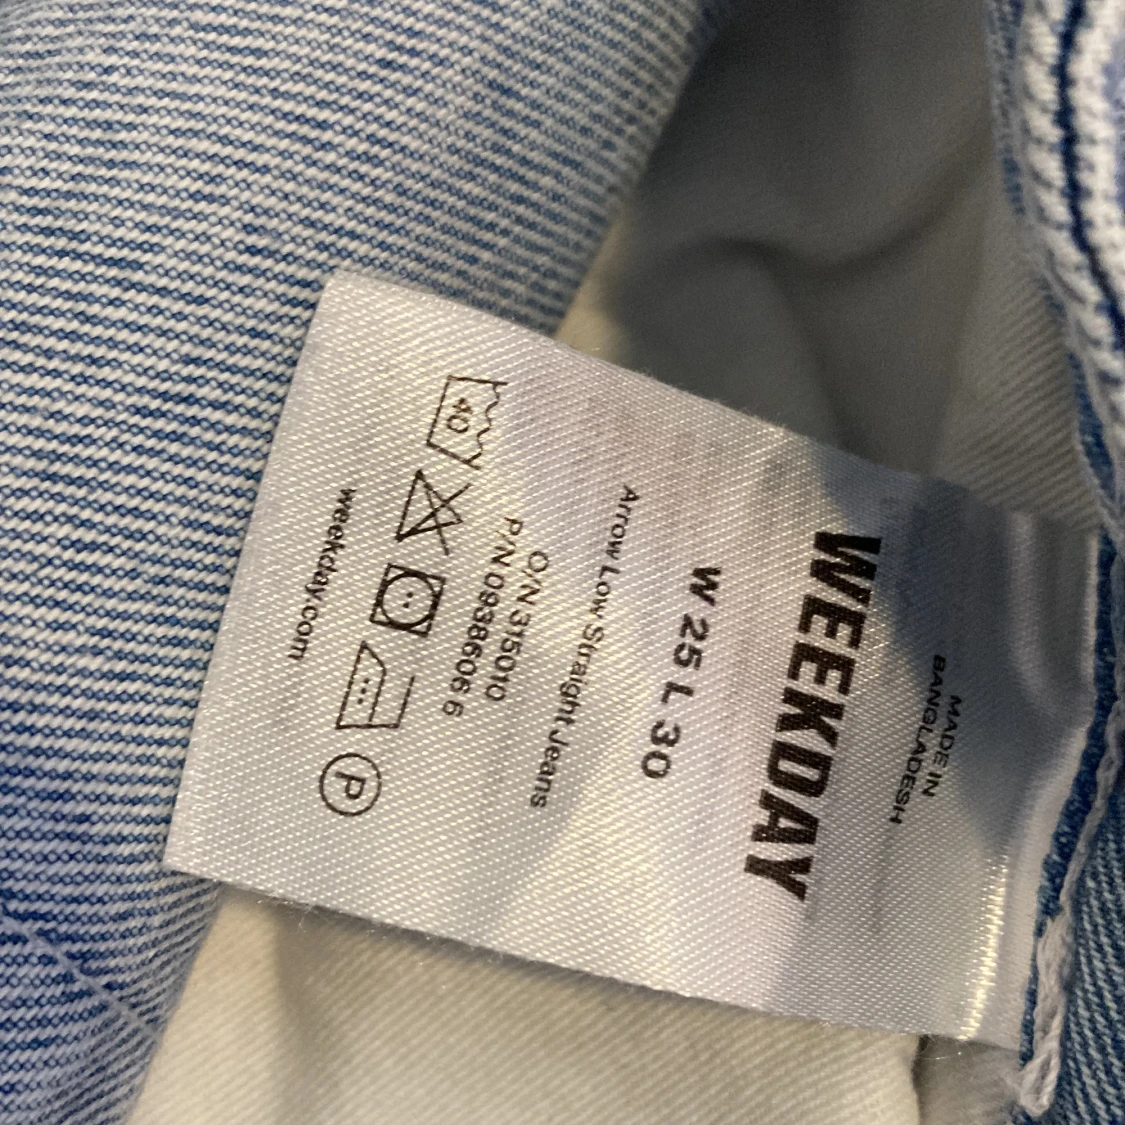 MADE IN
BANGLADESH
WEEKDAY
W 25 L 30
Arrow Low Straight Jeans
O/N 315010
P/N 0938606 6
40
P
weekday.com